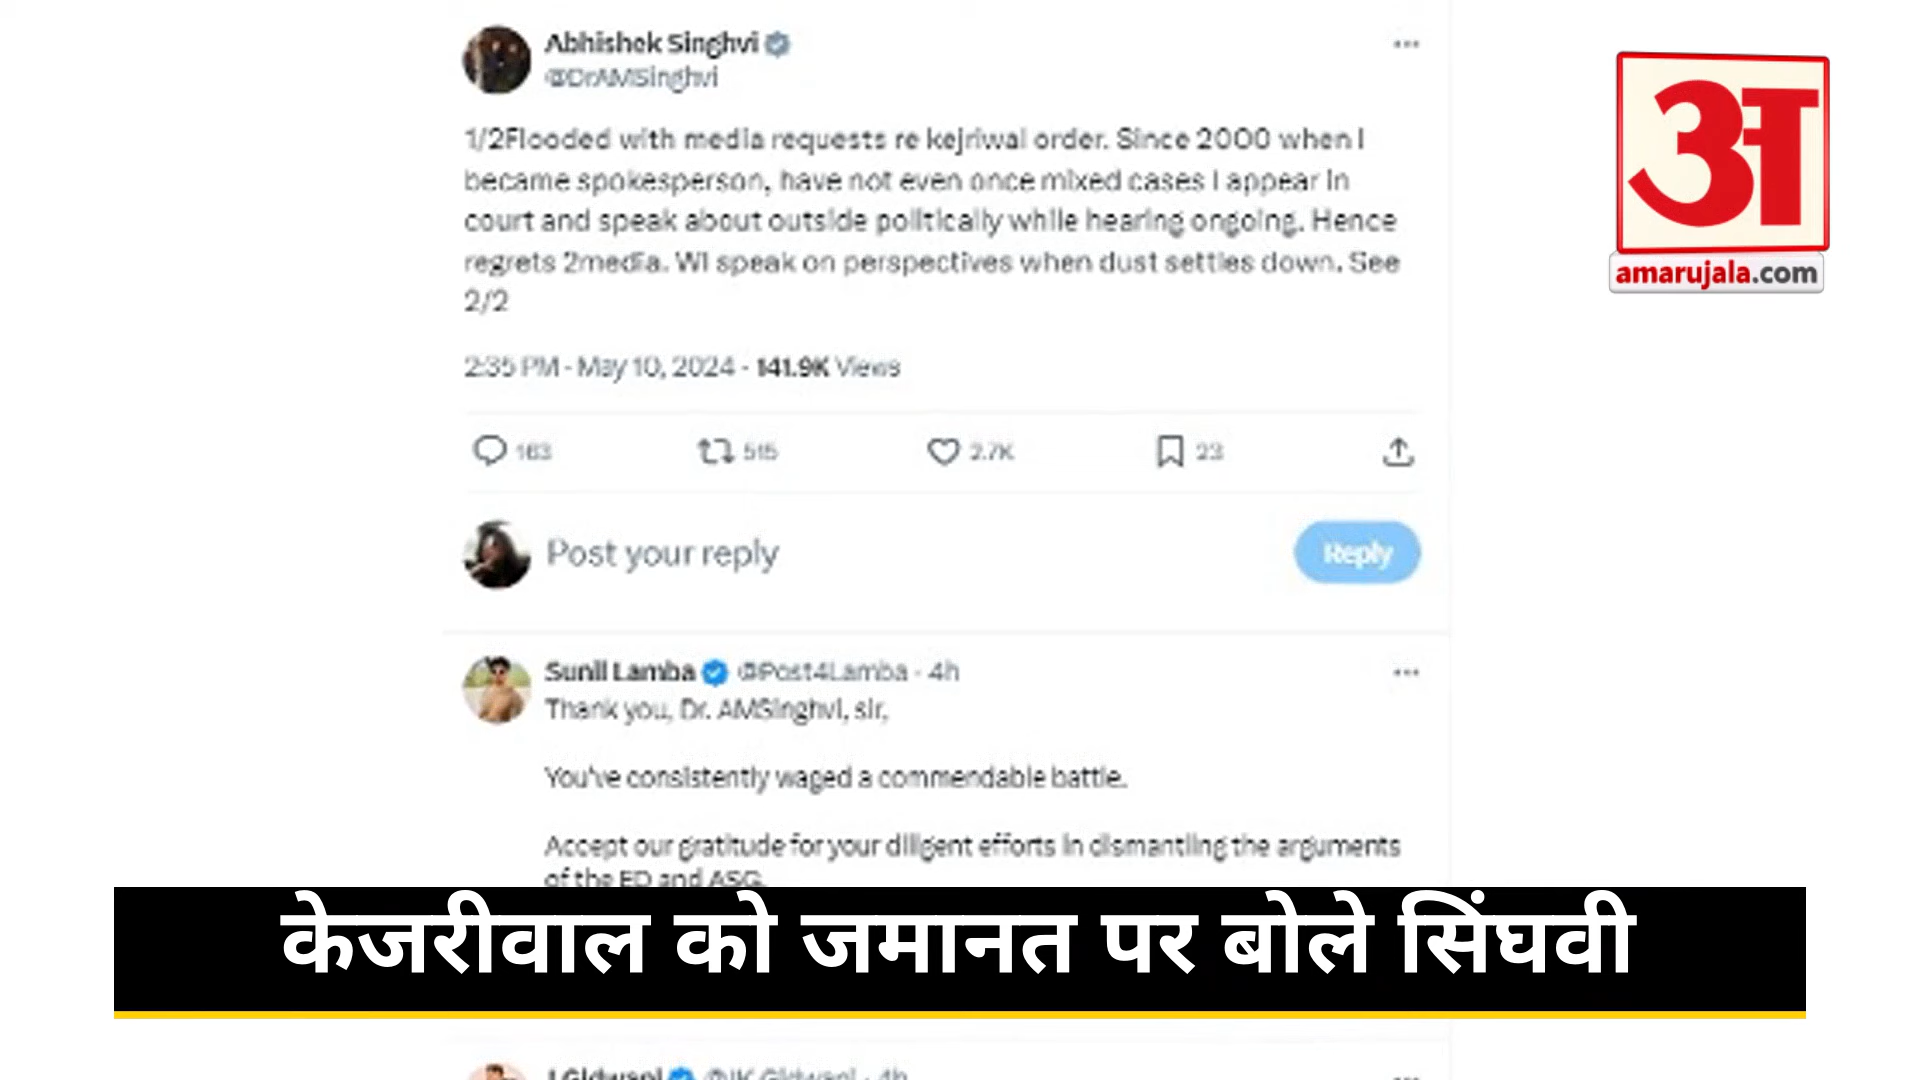 Abhishek Singhvi
@DrAMSinghvi
1/2Flooded with media requests re kejriwal order. Since 2000 when I
became spokesperson, have not even once mixed cases I appear in
court and speak about outside politically while hearing ongoing. Hence
regrets 2media. Wl speak on perspectives when dust settles down. See
2/2
2:35 PM - May 10, 2024 - 141.9K Views
163 515 2.7K 23
Post your reply
Reply
Sunil Lamba @Post4Lamba · 4h
Thank you, Dr. AMSinghvi, sir,
You've consistently waged a commendable battle.
Accept our gratitude for your diligent efforts in dismantling the arguments
of the ED and ASG.
केजरीवाल को जमानत पर बोले सिंघवी
J Gidwani @JK Gidwani · 4h
अ
amarujala.com